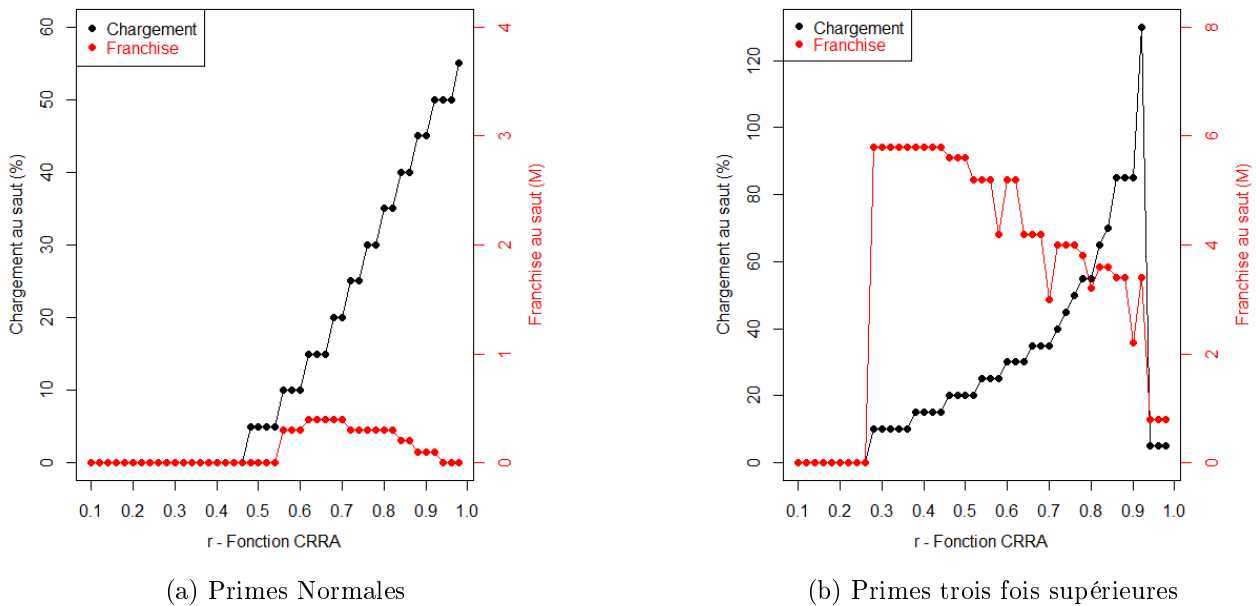 Chargement
Franchise
Chargement au saut (%)
0 10 20 30 40 50 60
Franchise au saut (M)
0 1 2 3 4
0.1 0.2 0.3 0.4 0.5 0.6 0.7 0.8 0.9 1.0
r - Fonction CRRA
(a) Primes Normales
Chargement
Franchise
Chargement au saut (%)
0 20 40 60 80 100 120
Franchise au saut (M)
0 2 4 6 8
0.1 0.2 0.3 0.4 0.5 0.6 0.7 0.8 0.9 1.0
r - Fonction CRRA
(b) Primes trois fois supérieures